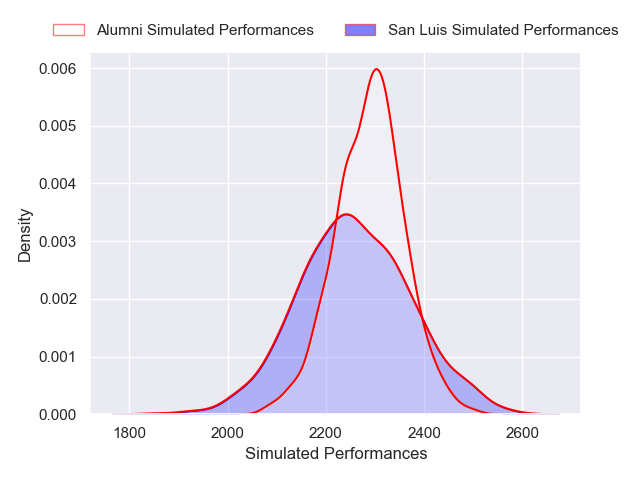 Alumni Simulated Performances San Luis Simulated Performances
0.006
0.005
0.004
0.003
0.002
0.001
0.000
Density
1800 2000 2200 2400 2600
Simulated Performances